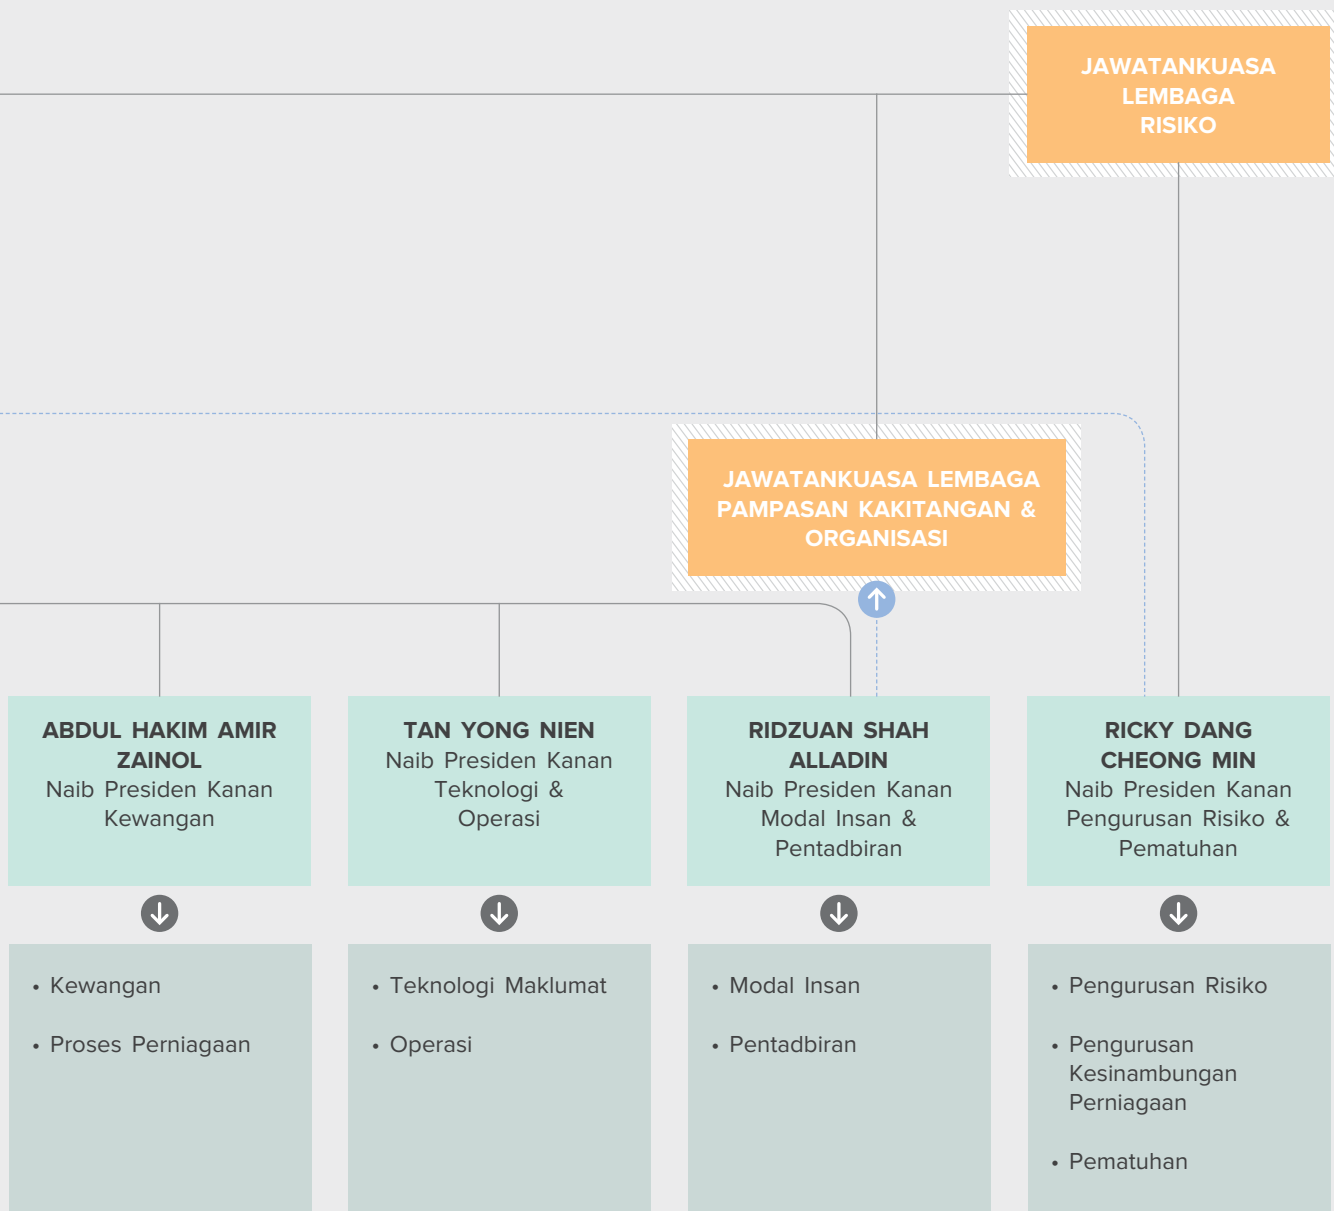 JAWATANKUASA
LEMBAGA
RISIKO
JAWATANKUASA LEMBAGA
PAMPASAN KAKITANGAN &
ORGANISASI
ABDUL HAKIM AMIR
ZAINOL
Naib Presiden Kanan
Kewangan
TAN YONG NIEN
Naib Presiden Kanan
Teknologi &
Operasi
RIDZUAN SHAH
ALLADIN
Naib Presiden Kanan
Modal Insan &
Pentadbiran
RICKY DANG
CHEONG MIN
Naib Presiden Kanan
Pengurusan Risiko &
Pematuhan
• Kewangan
• Proses Perniagaan
• Teknologi Maklumat
• Operasi
• Modal Insan
• Pentadbiran
• Pengurusan Risiko
• Pengurusan
Kesinambungan
Perniagaan
• Pematuhan